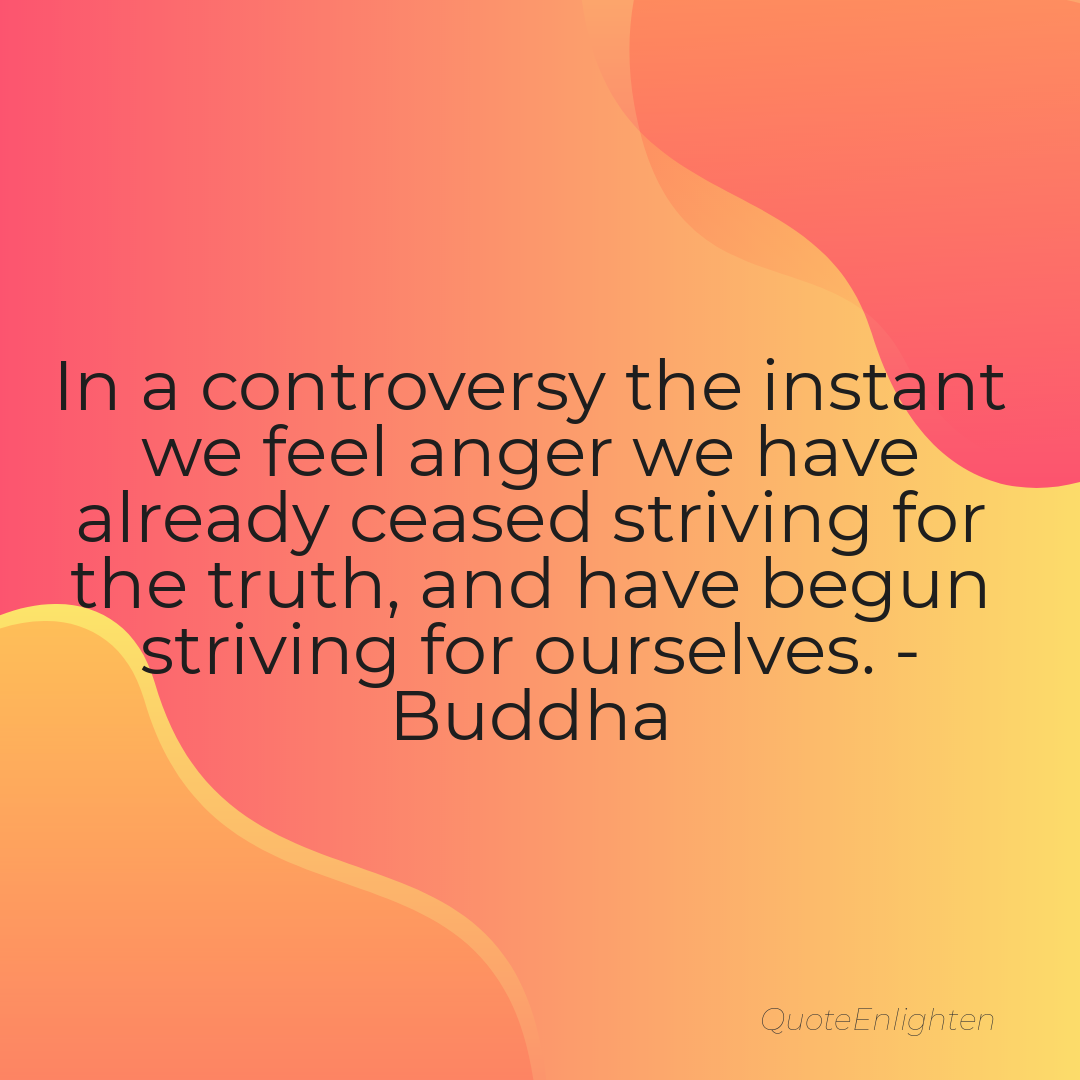 In a controversy the instant
we feel anger we have
already ceased striving for
the truth, and have begun
striving for ourselves. -
Buddha
QuoteEnlighten